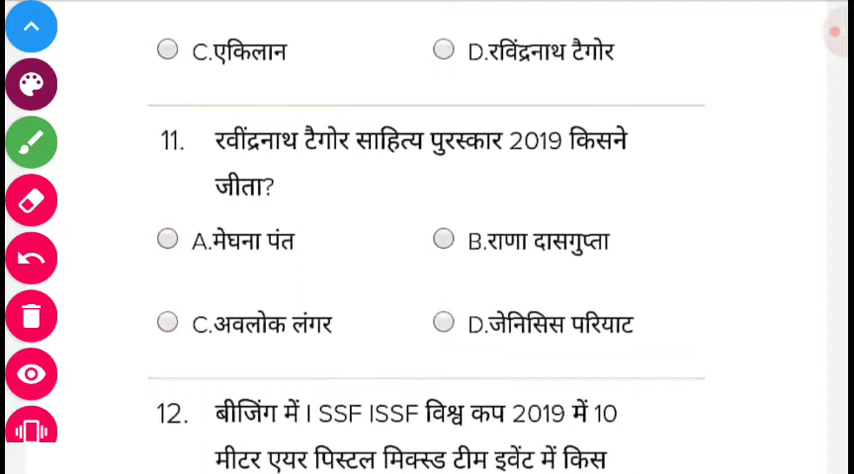 C.एकिलान
D.रविंद्रनाथ टैगोर
11. रवींद्रनाथ टैगोर साहित्य पुरस्कार 2019 किसने
जीता?
A.मेघना पंत
B.राणा दासगुप्ता
C.अवलोक लंगर
D.जेनिसिस परियाट
12. बीजिंग में I SSF ISSF विश्व कप 2019 में 10
मीटर एयर पिस्टल मिक्स्ड टीम इवेंट में किस